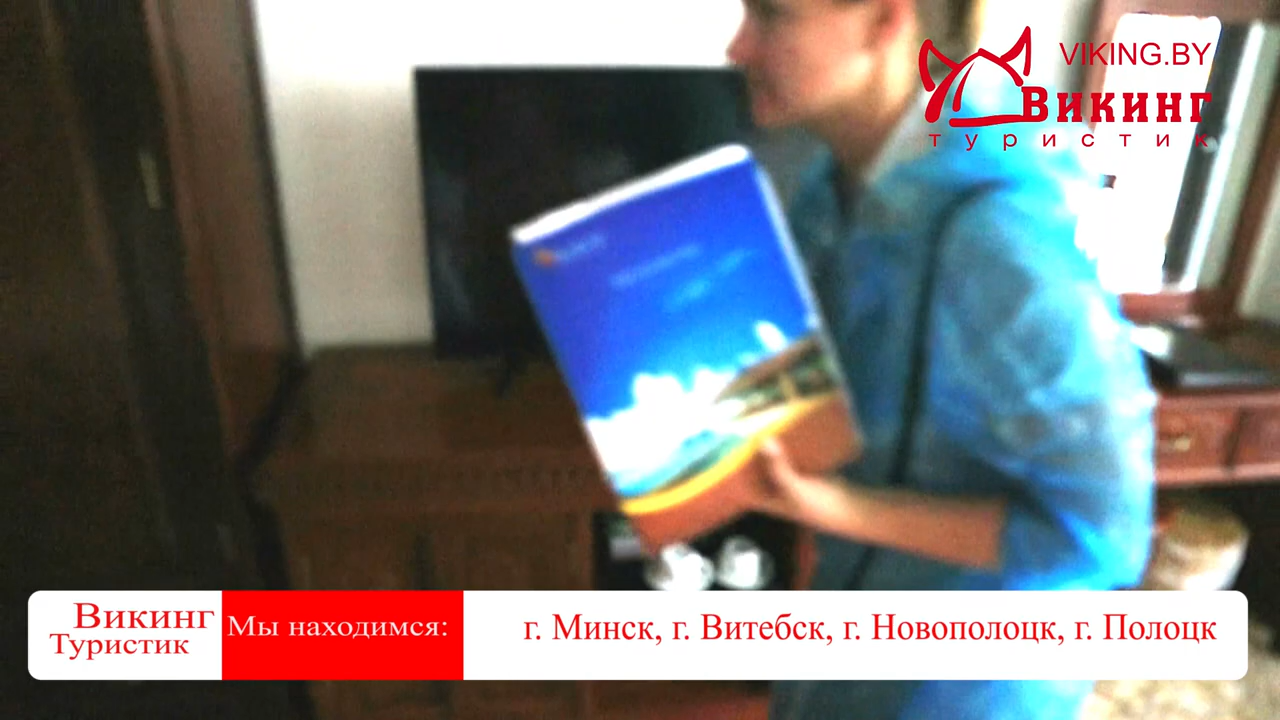 VIKING.BY
Викинг
туристик
Викинг
Туристик
Мы находимся:
г. Минск, г. Витебск, г. Новополоцк, г. Полоцк